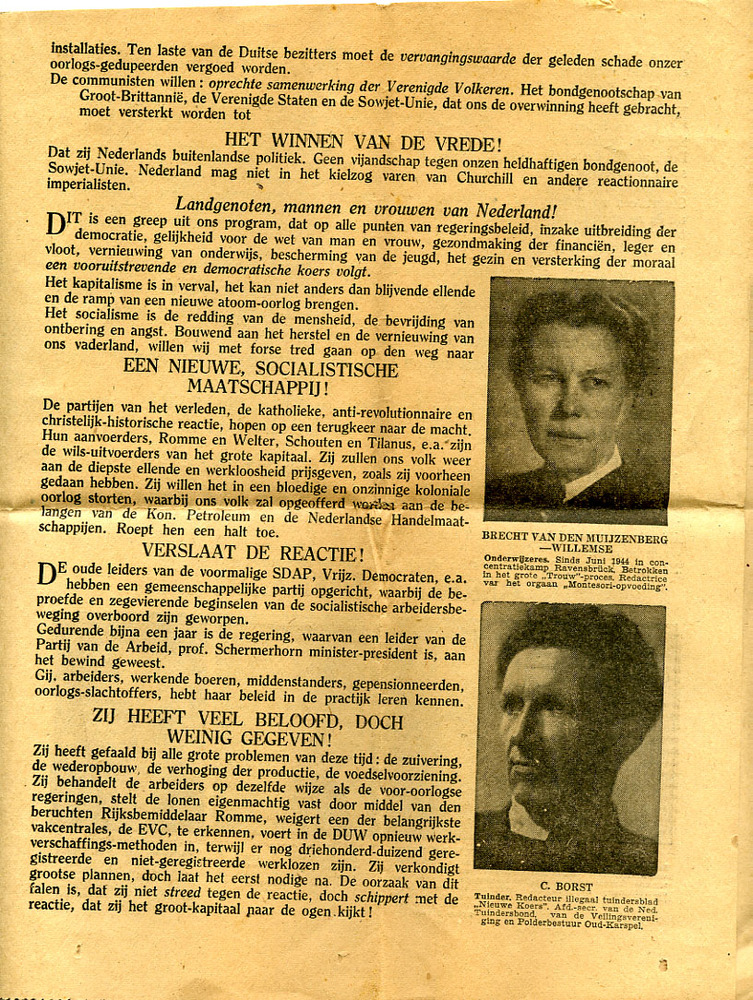 installaties. Ten laste van de Duitse bezitters moet de vervangingswaarde der geleden schade onzer
oorlogs-gedupeerden vergoed worden.
De communisten willen : oprechte samenwerking der Verenigde Volkeren. Het bondgenootschap van
Groot-Brittannië, de Verenigde Staten en de Sowjet-Unie, dat ons de overwinning heeft gebracht,
moet versterkt worden tot
HET WINNEN VAN DE VREDE!
Dat zij Nederlands buitenlandse politiek. Geen vijandschap tegen onzen heldhaftigen bondgenoot, de
Sowjet-Unie. Nederland mag niet in het kielzog varen van Churchill en andere reactionnaire
imperialisten.
Landgenoten, mannen en vrouwen van Nederland!
DIT is een greep uit ons program, dat op alle punten van regeringsbeleid, inzake uitbreiding der
democratie, gelijkheid voor de wet van man en vrouw, gezondmaking der financiën, leger en
vloot, vernieuwing van onderwijs, bescherming van de jeugd, het gezin en versterking der moraal
een vooruitstrevende en democratische koers volgt.
Het kapitalisme is in verval, het kan niet anders dan blijvende ellende
en de ramp van een nieuwe atoom-oorlog brengen.
Het socialisme is de redding van de mensheid, de bevrijding van
ontbering en angst. Bouwend aan het herstel en de vernieuwing van
ons vaderland, willen wij met forse tred gaan op den weg naar
EEN NIEUWE, SOCIALISTISCHE
MAATSCHAPPIJ!
De partijen van het verleden, de katholieke, anti-revolutionnaire en
christelijk-historische reactie, hopen op een terugkeer naar de macht.
Hun aanvoerders, Romme en Welter, Schouten en Tilanus, e.a. zijn
de wils-uitvoerders van het grote kapitaal. Zij zullen ons volk weer
aan de diepste ellende en werkloosheid prijsgeven, zoals zij voorheen
gedaan hebben. Zij willen het in een bloedige en onzinnige koloniale
oorlog storten, waarbij ons volk zal opgeofferd worden aan de be-
langen van de Kon. Petroleum en de Nederlandse Handelmaat-
schappijen. Roept hen een halt toe.
VERSLAAT DE REACTIE!
DE oude leiders van de voormalige SDAP, Vrijz. Democraten, e.a.
hebben een gemeenschappelijke partij opgericht, waarbij de be-
proefde en zegevierende beginselen van de socialistische arbeidersbe-
weging overboord zijn geworpen.
Gedurende bijna een jaar is de regering, waarvan een leider van de
Partij van de Arbeid, prof. Schermerhorn minister-president is, aan
het bewind geweest.
Gij, arbeiders, werkende boeren, middenstanders, gepensionneerden,
oorlogs-slachtoffers, hebt haar beleid in de practijk leren kennen.
ZIJ HEEFT VEEL BELOOFD, DOCH
WEINIG GEGEVEN!
Zij heeft gefaald bij alle grote problemen van deze tijd : de zuivering,
de wederopbouw, de verhoging der productie, de voedselvoorziening.
Zij behandelt de arbeiders op dezelfde wijze als de voor-oorlogse
regeringen, stelt de lonen eigenmachtig vast door middel van den
beruchten Rijksbemiddelaar Romme, weigert een der belangrijkste
vakcentrales, de EVC, te erkennen, voert in de DUW opnieuw werk-
verschaffings-methoden in, terwijl er nog driehonderd-duizend gere-
gistreerde en niet-geregistreerde werklozen zijn. Zij verkondigt
grootse plannen, doch laat het eerst nodige na. De oorzaak van dit
falen is, dat zij niet streed tegen de reactie, doch schippert met de
reactie, dat zij het groot-kapitaal naar de ogen kijkt!
BRECHT VAN DEN MUIJZENBERG
—WILLEMSE
Onderwijzeres. Sinds Juni 1944 in con-
centratiekamp Ravensbrück. Betrokken
in het grote „Trouw"-proces. Redactrice
var het orgaan „Montesori-opvoeding".
C. BORST
Tuinder. Redacteur illegaal tuindersblad
„Nieuwe Koers". Afd.-secr. van de Ned.
Tuindersbond, van de Veilingsvereni-
ging en Polderbestuur Oud-Karspel.